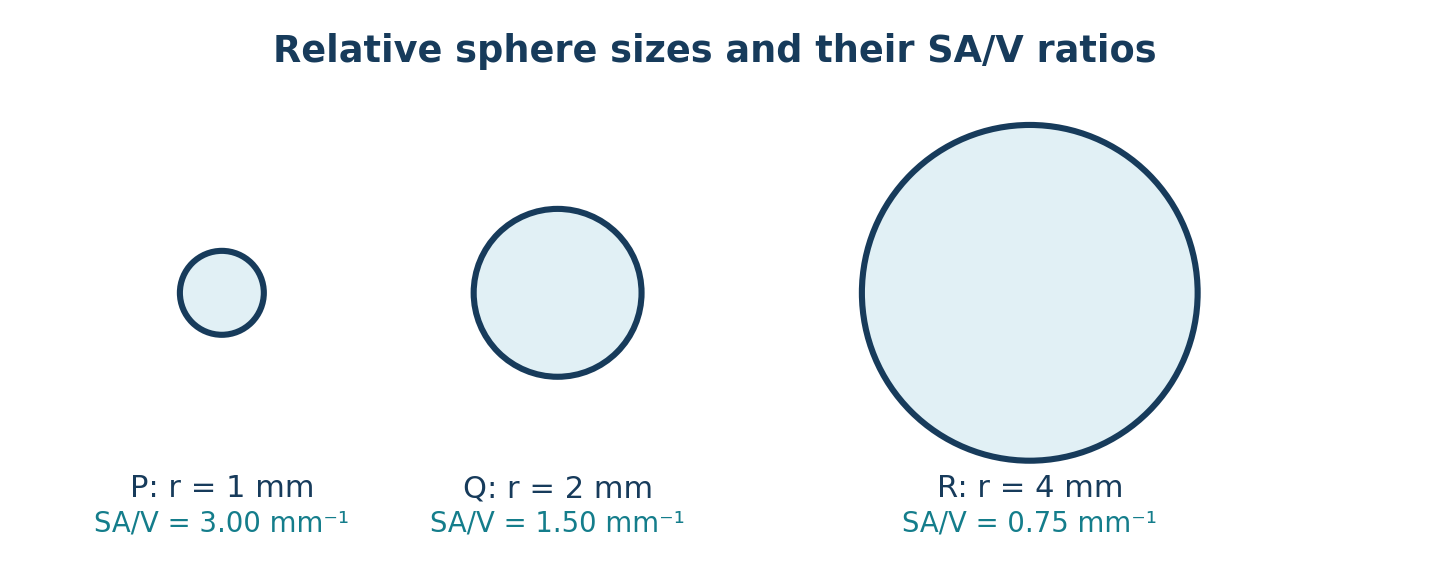 Relative sphere sizes and their SA/V ratios
P: r = 1 mm
SA/V = 3.00 mm⁻¹
Q: r = 2 mm
SA/V = 1.50 mm⁻¹
R: r = 4 mm
SA/V = 0.75 mm⁻¹